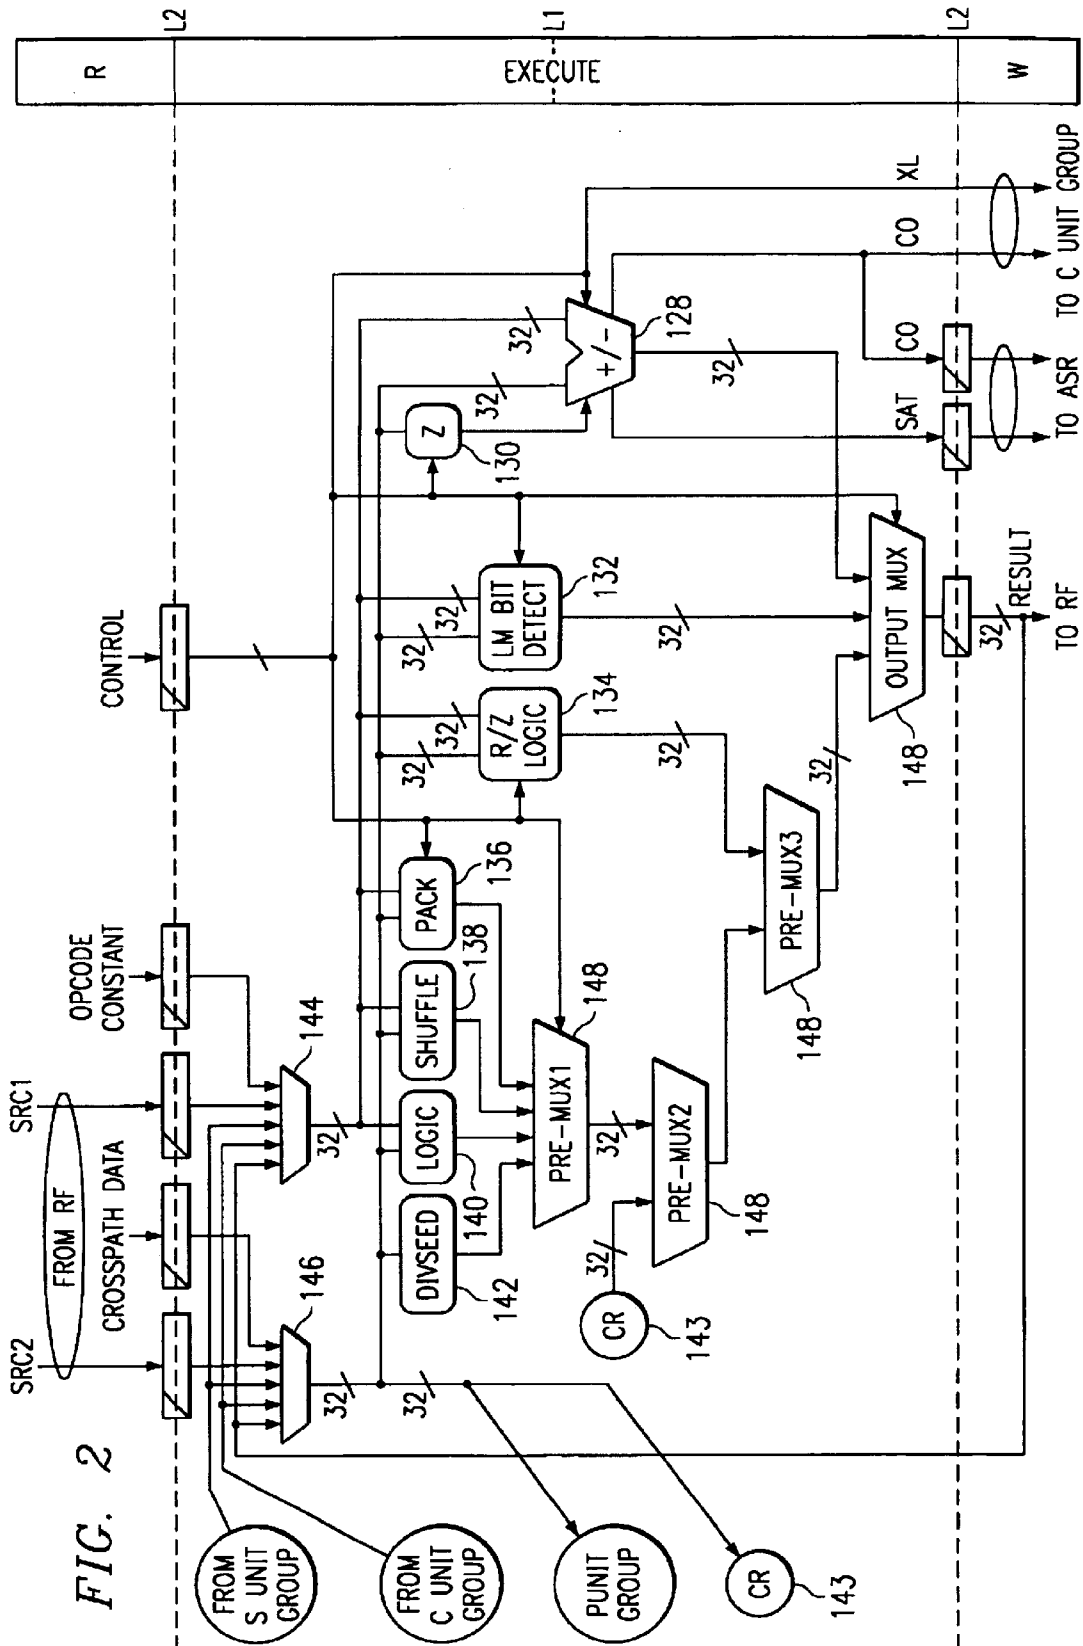 FIG. 2
R
L2
EXECUTE
L1
L2
W
SRC2
FROM RF
SRC1
CROSSPATH DATA
OPCODE
CONSTANT
CONTROL
FROM
S UNIT
GROUP
FROM
C UNIT
GROUP
PUNIT
GROUP
CR
143
146
32
32
144
32
DIVSEED
142
LOGIC
140
SHUFFLE
138
PACK
136
32
32
R/Z
LOGIC
134
32
32
LM BIT
DETECT
132
Z
130
32
32
+/-
128
PRE-MUX1
148
32
CR
143
32
PRE-MUX2
148
PRE-MUX3
148
32
32
32
32
OUTPUT MUX
148
SAT
CO
CO
XL
32
RESULT
TO RF
TO ASR
TO C UNIT GROUP